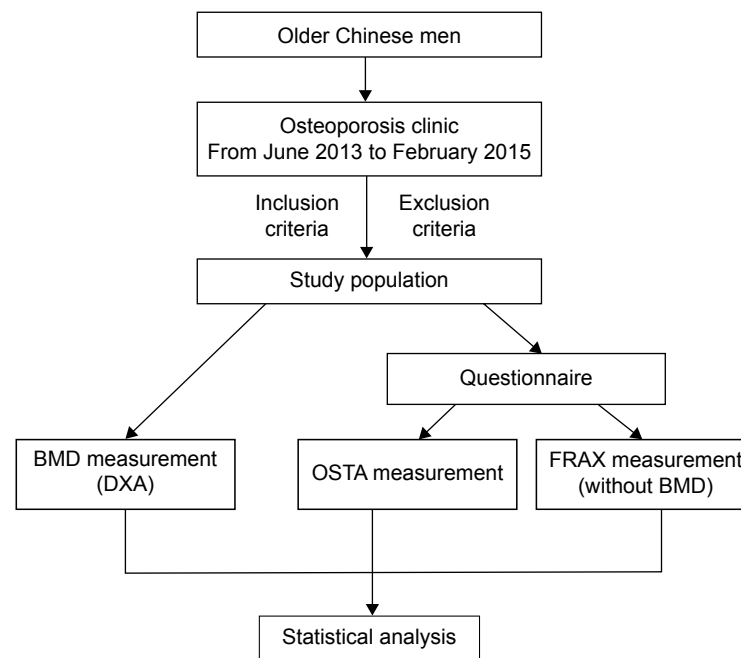 Older Chinese men
Osteoporosis clinic
From June 2013 to February 2015
Inclusion
criteria
Exclusion
criteria
Study population
Questionnaire
BMD measurement
(DXA)
OSTA measurement
FRAX measurement
(without BMD)
Statistical analysis